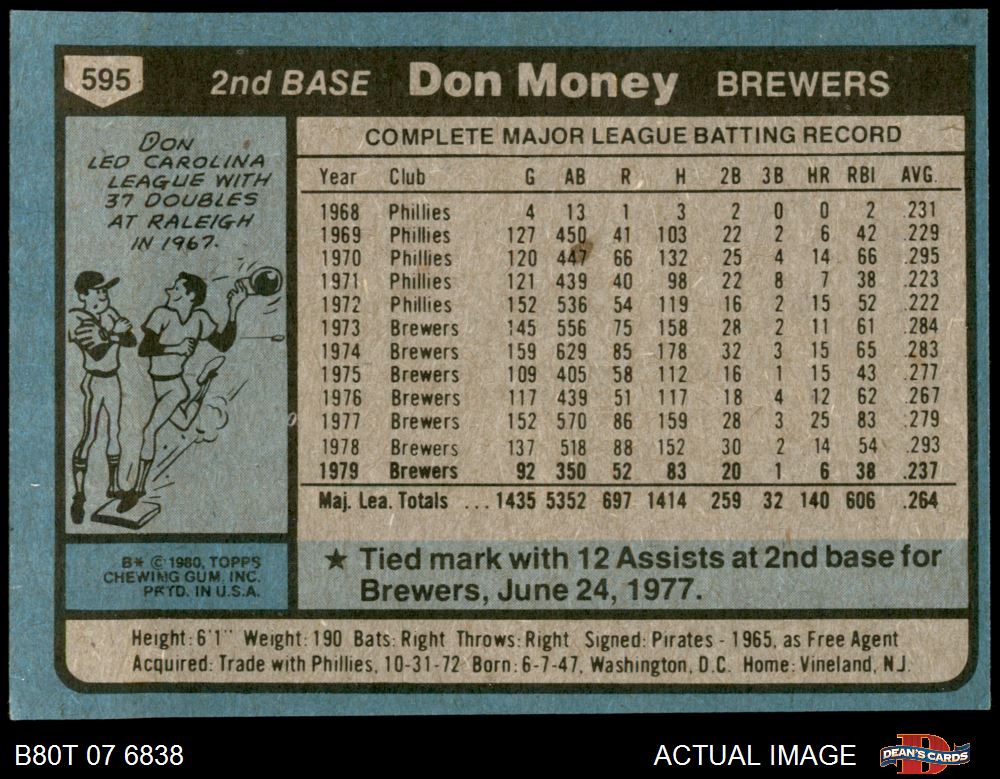 595
2nd BASE Don Money BREWERS
DON
LED CAROLINA
LEAGUE WITH
37 DOUBLES
AT RALEIGH
IN 1967.
COMPLETE MAJOR LEAGUE BATTING RECORD
Year Club G AB R H 2B 3B HR RBI AVG.
1968 Phillies 4 13 1 3 2 0 0 2 .231
1969 Phillies 127 450 41 103 22 2 6 42 .229
1970 Phillies 120 447 66 132 25 4 14 66 .295
1971 Phillies 121 439 40 98 22 8 7 38 .223
1972 Phillies 152 536 54 119 16 2 15 52 .222
1973 Brewers 145 556 75 158 28 2 11 61 .284
1974 Brewers 159 629 85 178 32 3 15 65 .283
1975 Brewers 109 405 58 112 16 1 15 43 .277
1976 Brewers 117 439 51 117 18 4 12 62 .267
1977 Brewers 152 570 86 159 28 3 25 83 .279
1978 Brewers 137 518 88 152 30 2 14 54 .293
1979 Brewers 92 350 52 83 20 1 6 38 .237
Maj. Lea. Totals ... 1435 5352 697 1414 259 32 140 606 .264
★ Tied mark with 12 Assists at 2nd base for
Brewers, June 24, 1977.
B* © 1980, TOPPS
CHEWING GUM, INC.
PRTD. IN U.S.A.
Height: 6'1" Weight: 190 Bats: Right Throws: Right Signed: Pirates - 1965, as Free Agent
Acquired: Trade with Phillies, 10-31-72 Born: 6-7-47, Washington, D.C. Home: Vineland, N.J.
B80T 07 6838
ACTUAL IMAGE
DEAN'S CARDS